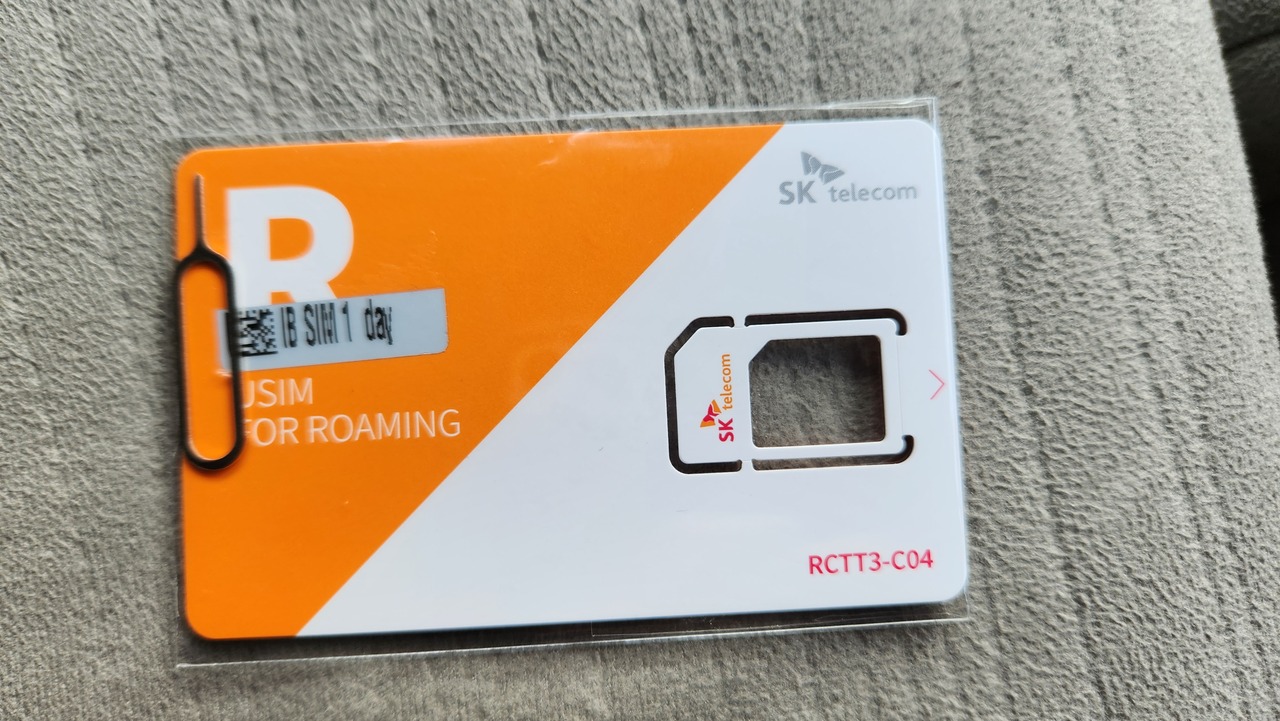 R
SK telecom
IB SIM 1 day
USIM
FOR ROAMING
SK telecom
RCTT3-C04